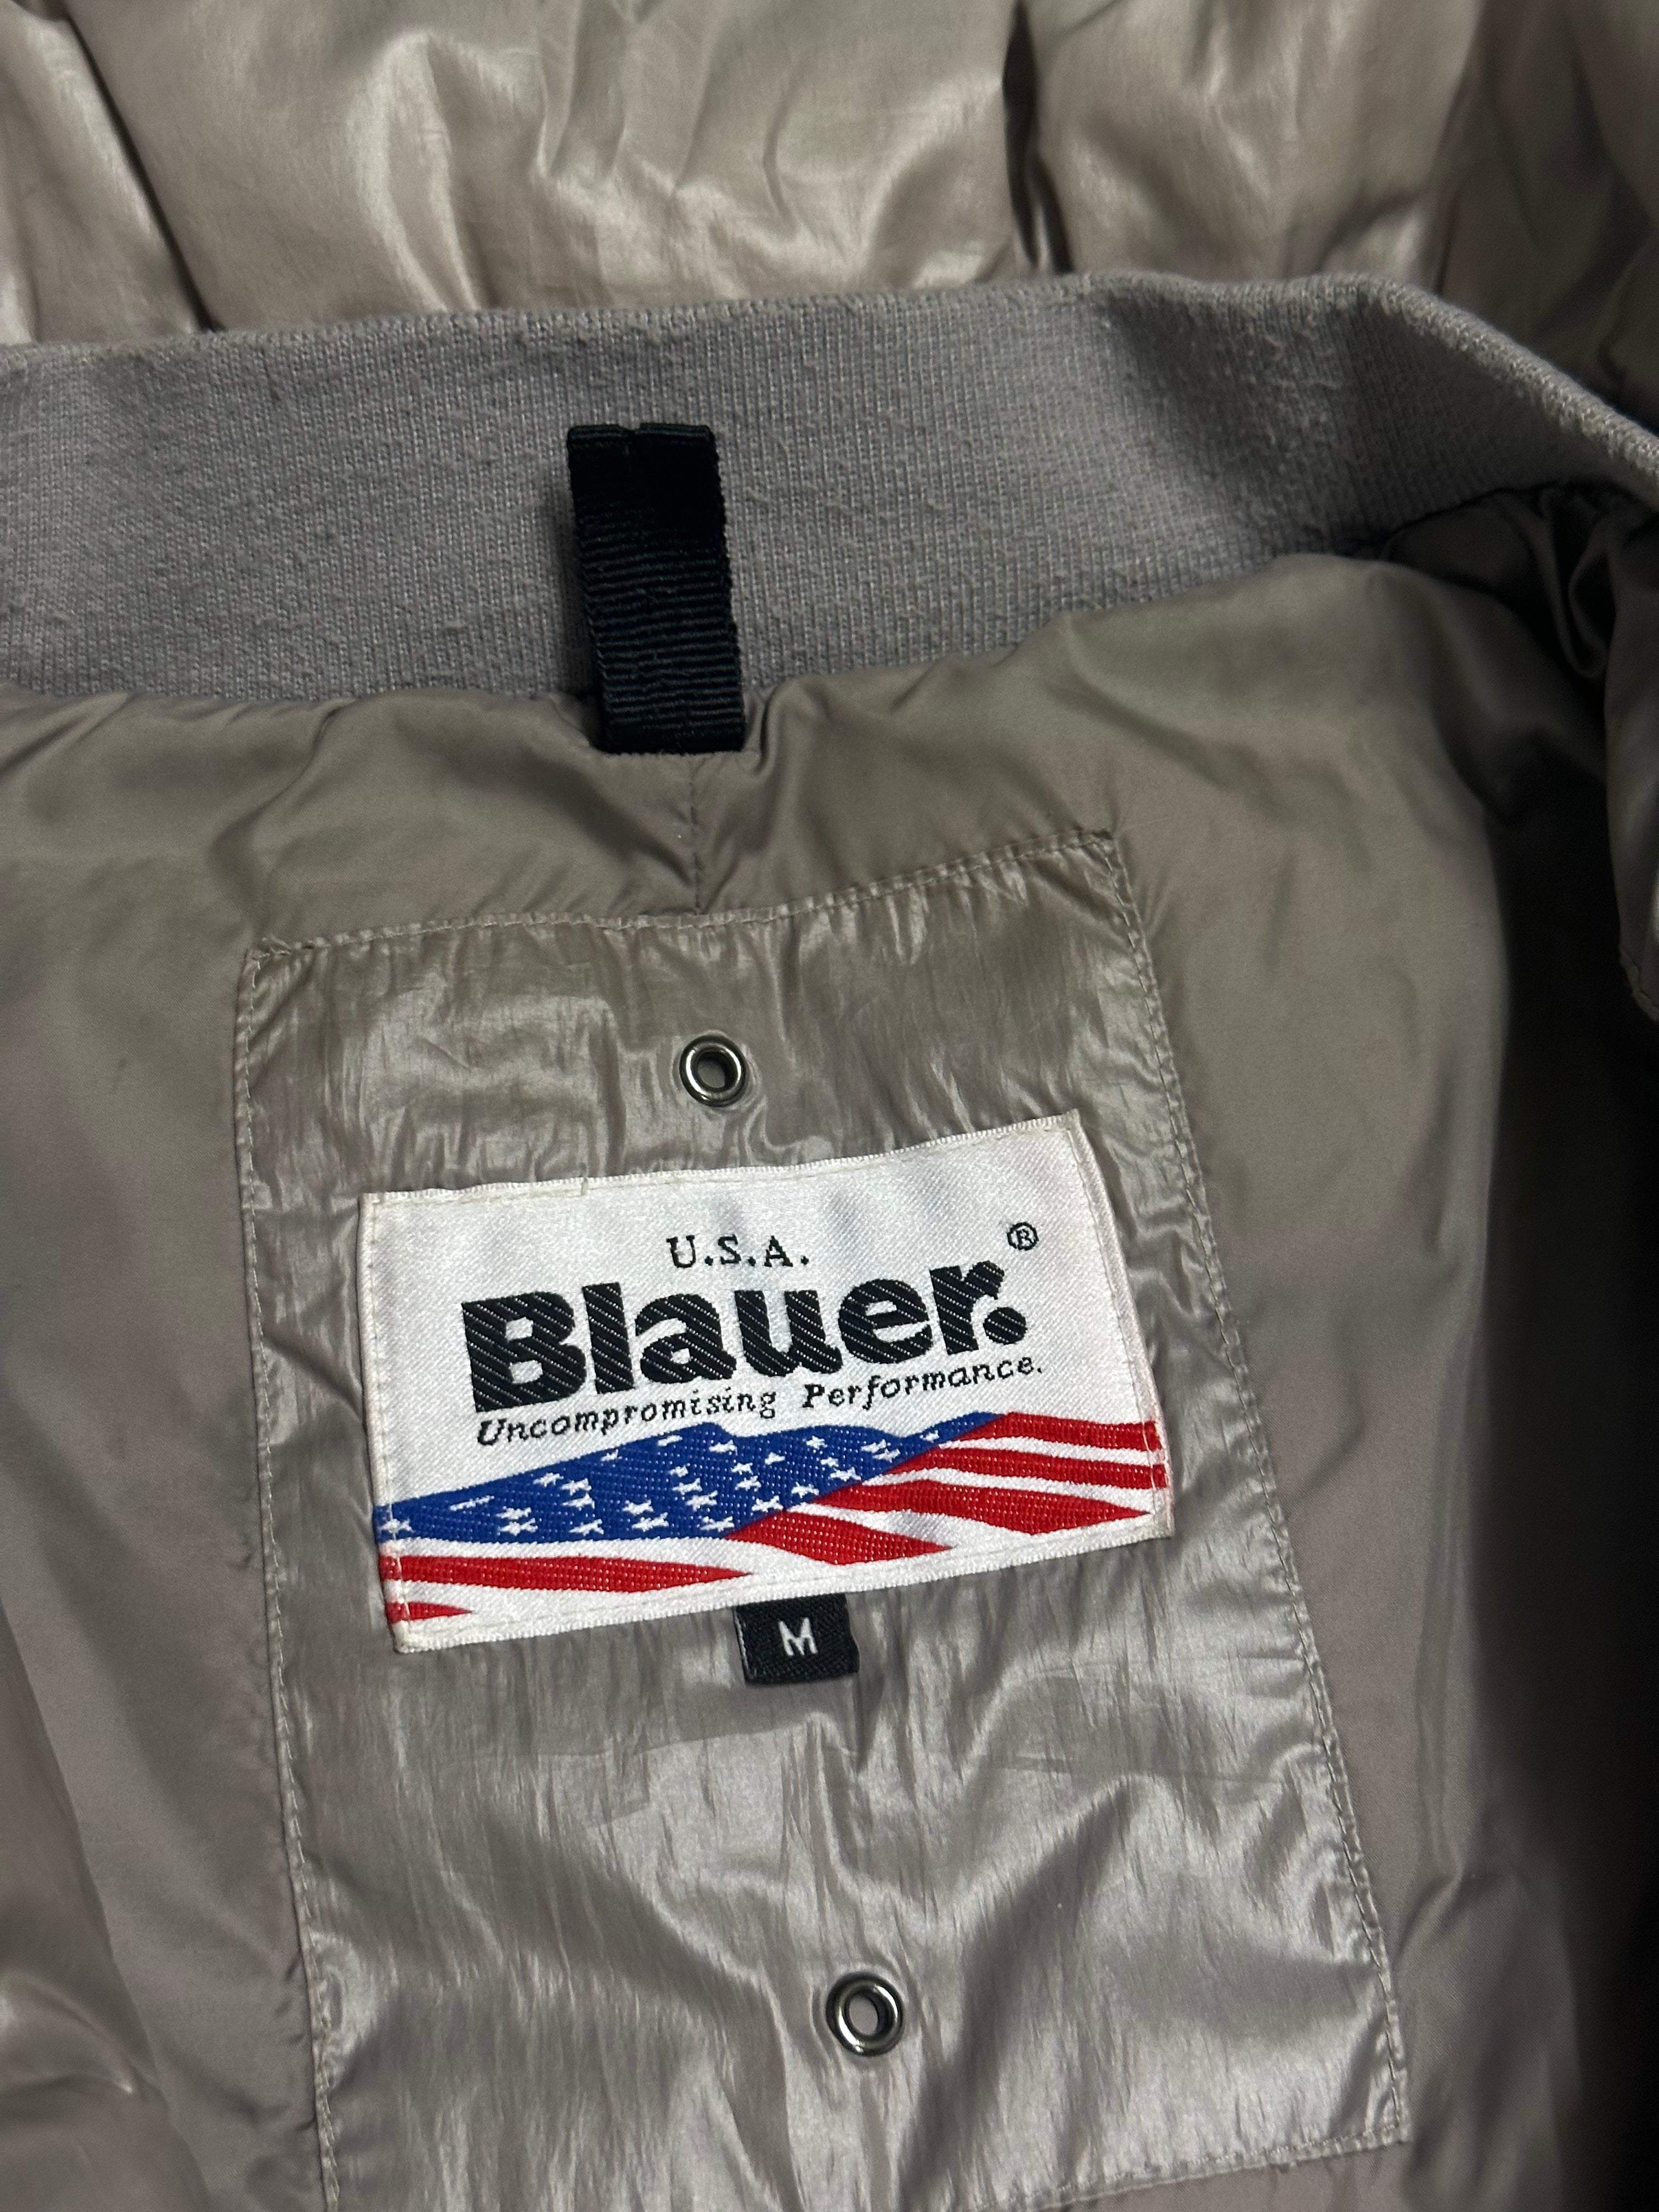 U.S.A.
Blauer.®
Uncompromising Performance.
M